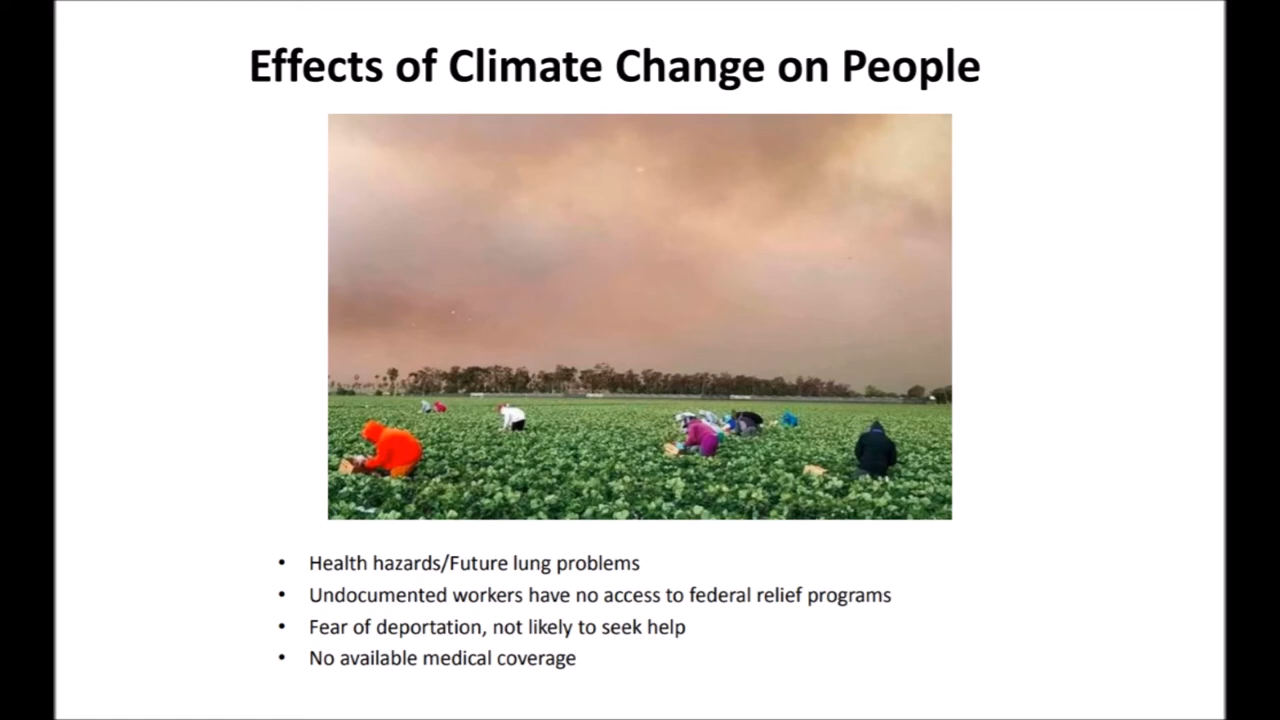 Effects of Climate Change on People
• Health hazards/Future lung problems
• Undocumented workers have no access to federal relief programs
• Fear of deportation, not likely to seek help
• No available medical coverage